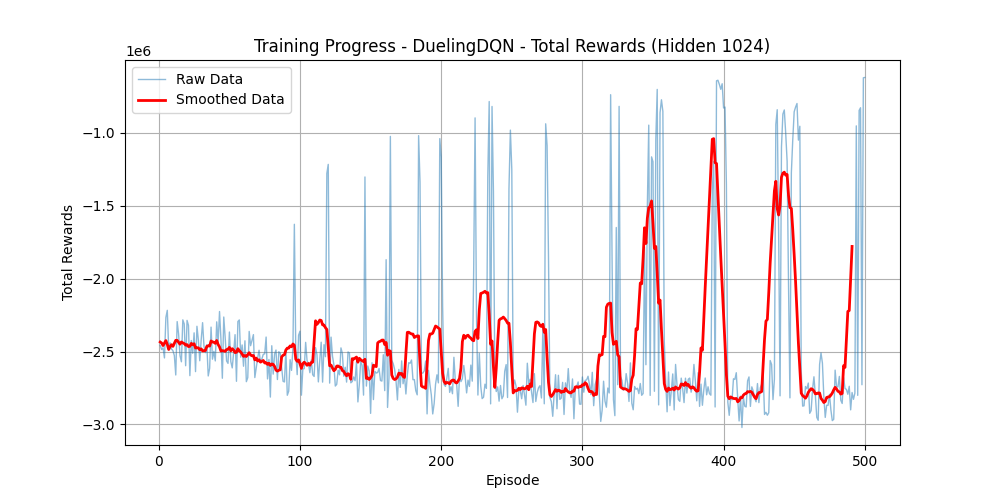 Training Progress - DuelingDQN - Total Rewards (Hidden 1024)
1e6
Raw Data
Smoothed Data
−1.0
−1.5
−2.0
−2.5
−3.0
Total Rewards
0 100 200 300 400 500
Episode